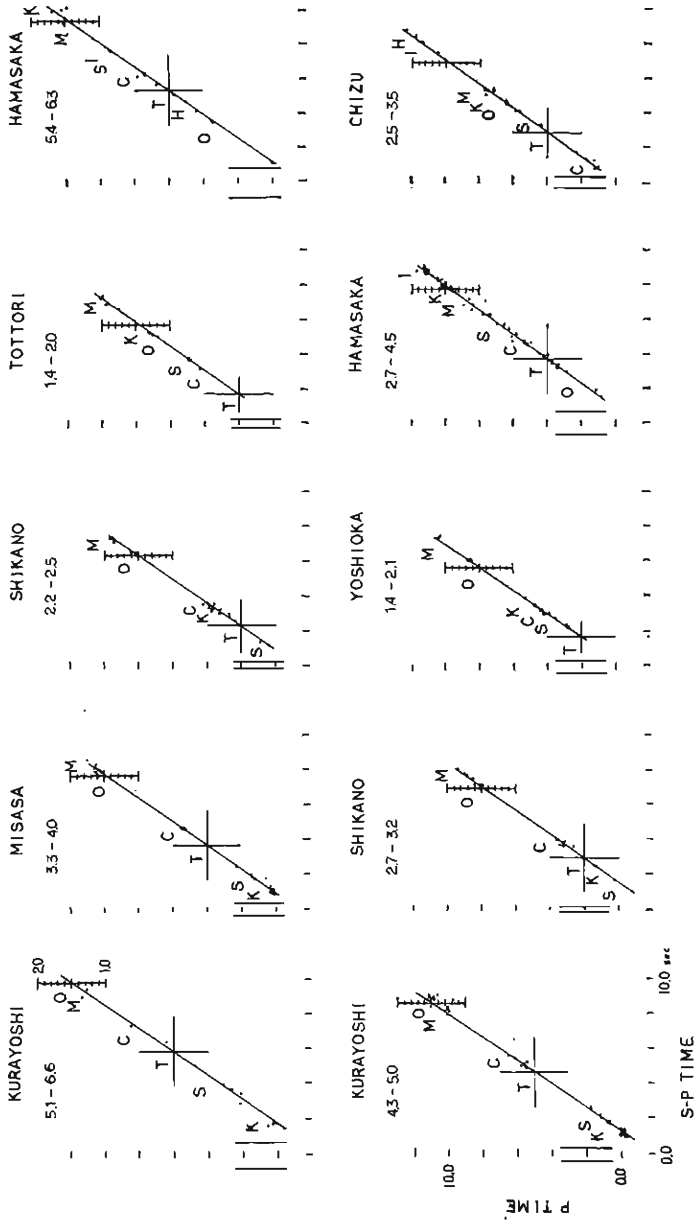 KURAYOSHI
5.1-6.6
20
1.0
O
M
C
T
S
K
MISASA
3.3-4.0
M
O
C
T
S
K
SHIKANO
2.2-2.5
M
O
C
K
T
S
TOTTORI
1.4-2.0
M
K
O
S
C
T
HAMASAKA
5.4-6.3
K
M
S
I
C
T
H
O
KURAYOSHI
4.3-5.0
O
M
C
T
S
K
SHIKANO
2.7-3.2
M
O
C
T
K
S
YOSHIOKA
1.4-2.1
M
O
K
C
S
T
HAMASAKA
2.7-4.5
I
K
M
S
C
T
O
CHIZU
2.5-3.5
H
I
M
K
O
S
T
C
P TIME
10.0
0.0
0.0
10.0 sec
S-P TIME